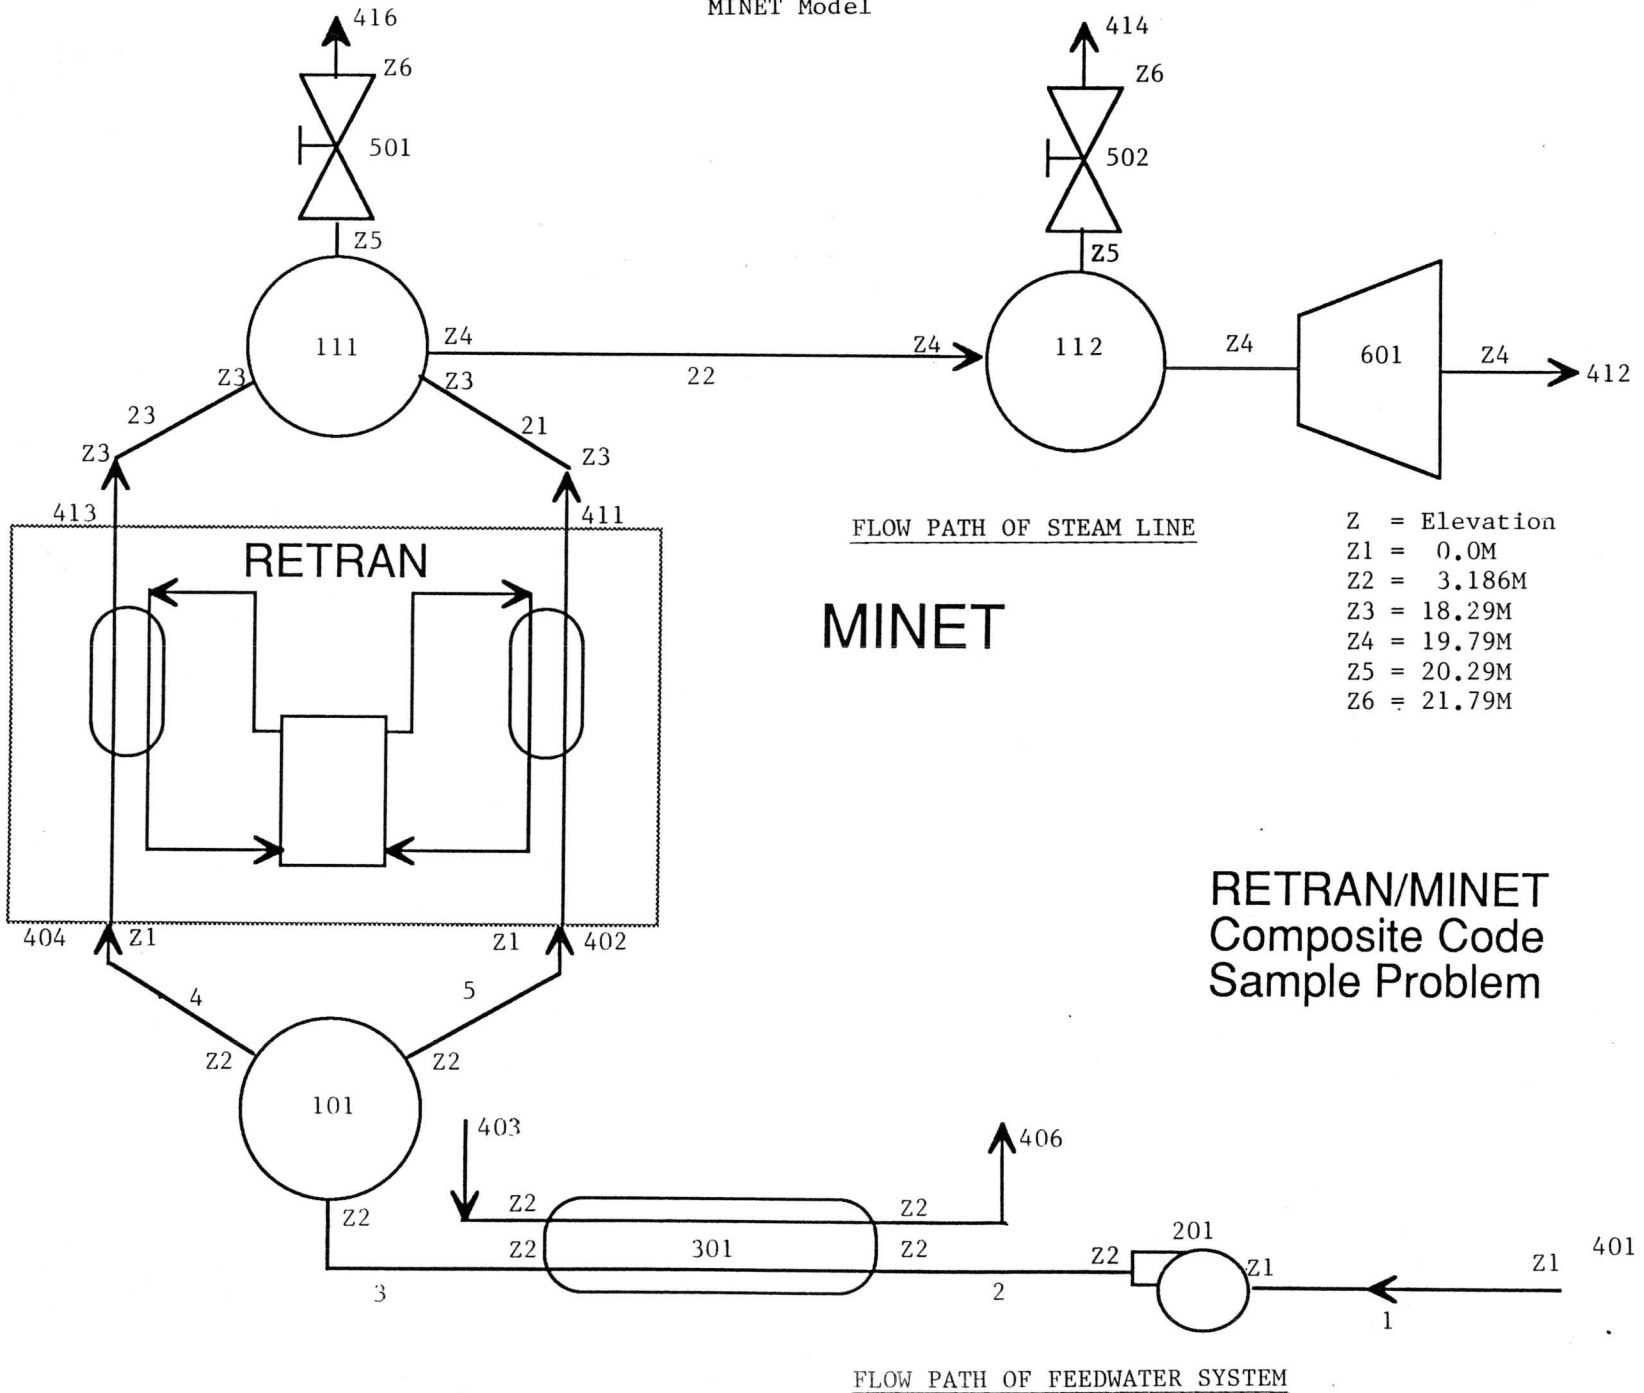 MINET Model
416
414
Z6
Z6
501
502
Z5
Z5
111
Z4
Z4
112
Z4
601
Z4
412
22
Z3
Z3
23
21
Z3
Z3
413
411
FLOW PATH OF STEAM LINE
Z = Elevation
Z1 = 0.0M
Z2 = 3.186M
Z3 = 18.29M
Z4 = 19.79M
Z5 = 20.29M
Z6 = 21.79M
RETRAN
MINET
RETRAN/MINET
Composite Code
Sample Problem
404
Z1
Z1
402
4
5
Z2
Z2
101
403
406
Z2
Z2
Z2
Z2
301
Z2
Z2
201
Z1
Z1
401
3
2
1
FLOW PATH OF FEEDWATER SYSTEM